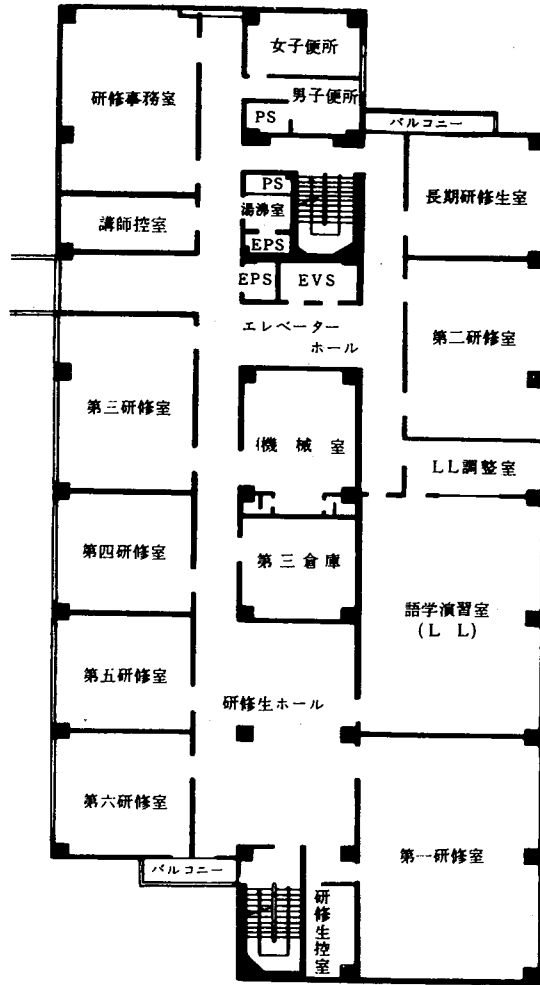 女子便所
研修事務室
男子便所
PS
バルコニー
PS
長期研修生室
湯沸室
講師控室
EPS
EPS
EVS
エレベーター
ホール
第二研修室
第三研修室
機械室
LL調整室
第四研修室
第三倉庫
語学演習室
(LL)
第五研修室
研修生ホール
第六研修室
第一研修室
バルコニー
研修生控室